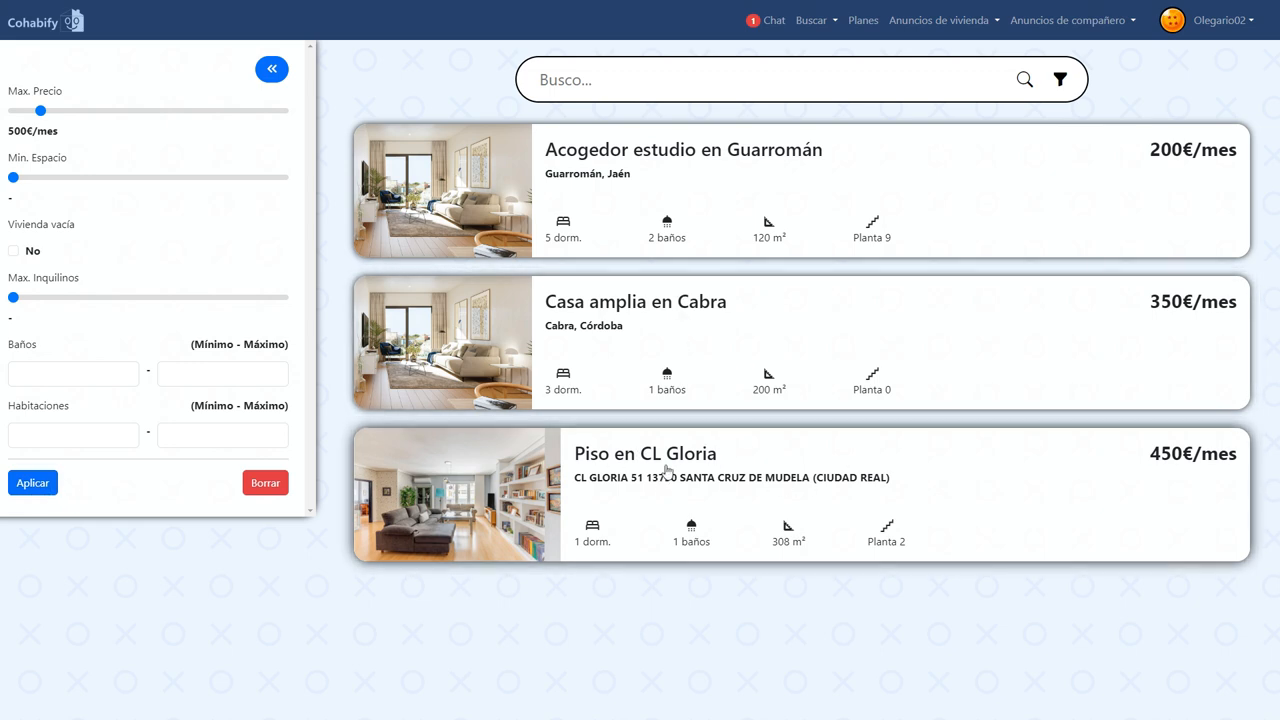 Cohabify
1 Chat Buscar Planes Anuncios de vivienda Anuncios de compañero Olegario02
Max. Precio
500€/mes
Min. Espacio
-
Vivienda vacía
No
Max. Inquilinos
-
Baños (Mínimo - Máximo)
-
Habitaciones (Mínimo - Máximo)
-
Aplicar Borrar
Busco...
Acogedor estudio en Guarromán 200€/mes
Guarromán, Jaén
5 dorm. 2 baños 120 m² Planta 9
Casa amplia en Cabra 350€/mes
Cabra, Córdoba
3 dorm. 1 baños 200 m² Planta 0
Piso en CL Gloria 450€/mes
CL GLORIA 51 SANTA CRUZ DE MUDELA (CIUDAD REAL)
1 dorm. 1 baños 308 m² Planta 2